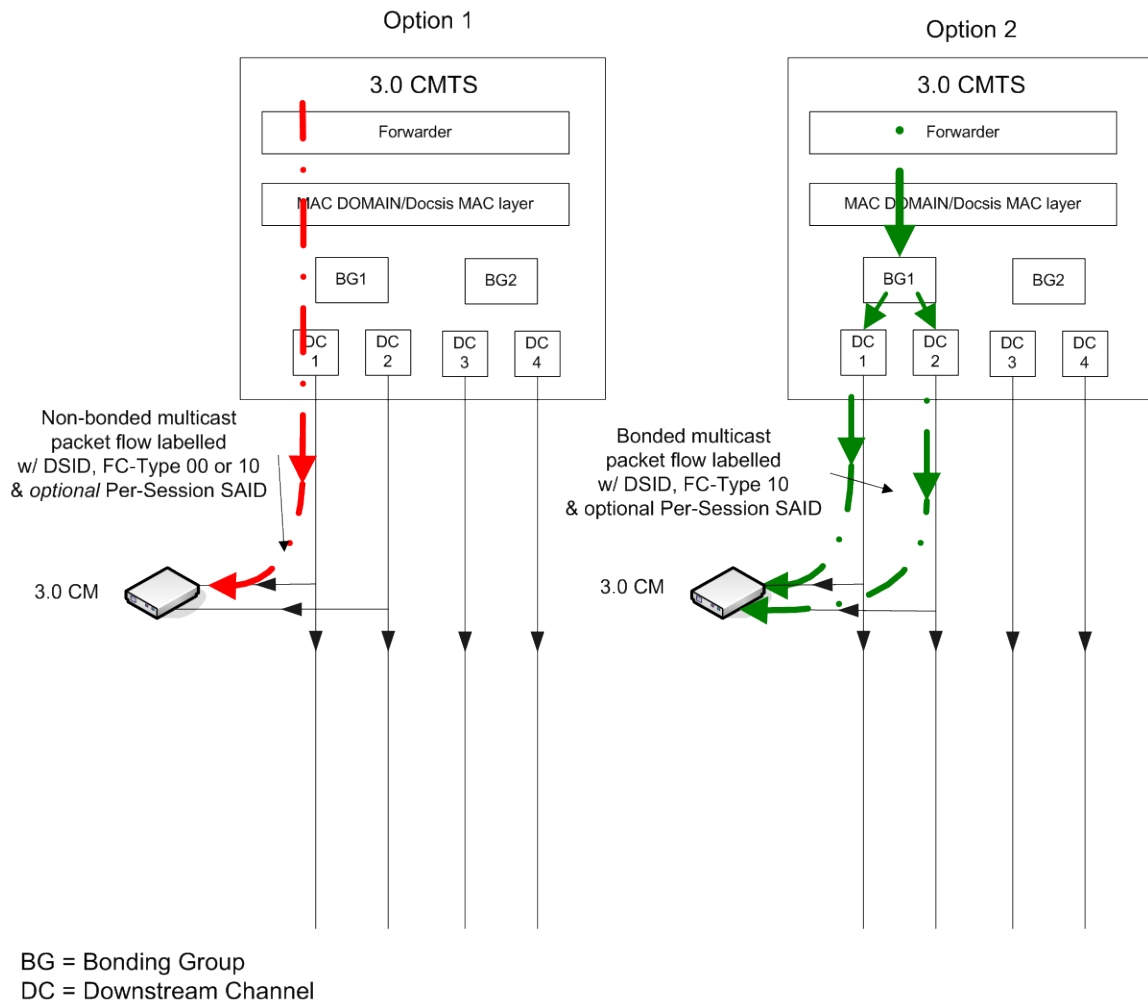 Option 1
3.0 CMTS
Forwarder
MAC DOMAIN/Docsis MAC layer
BG1
BG2
DC
1
DC
2
DC
3
DC
4
Non-bonded multicast
packet flow labelled
w/ DSID, FC-Type 00 or 10
& optional Per-Session SAID
3.0 CM
Option 2
3.0 CMTS
Forwarder
MAC DOMAIN/Docsis MAC layer
BG1
BG2
DC
1
DC
2
DC
3
DC
4
Bonded multicast
packet flow labelled
w/ DSID, FC-Type 10
& optional Per-Session SAID
3.0 CM
BG = Bonding Group
DC = Downstream Channel